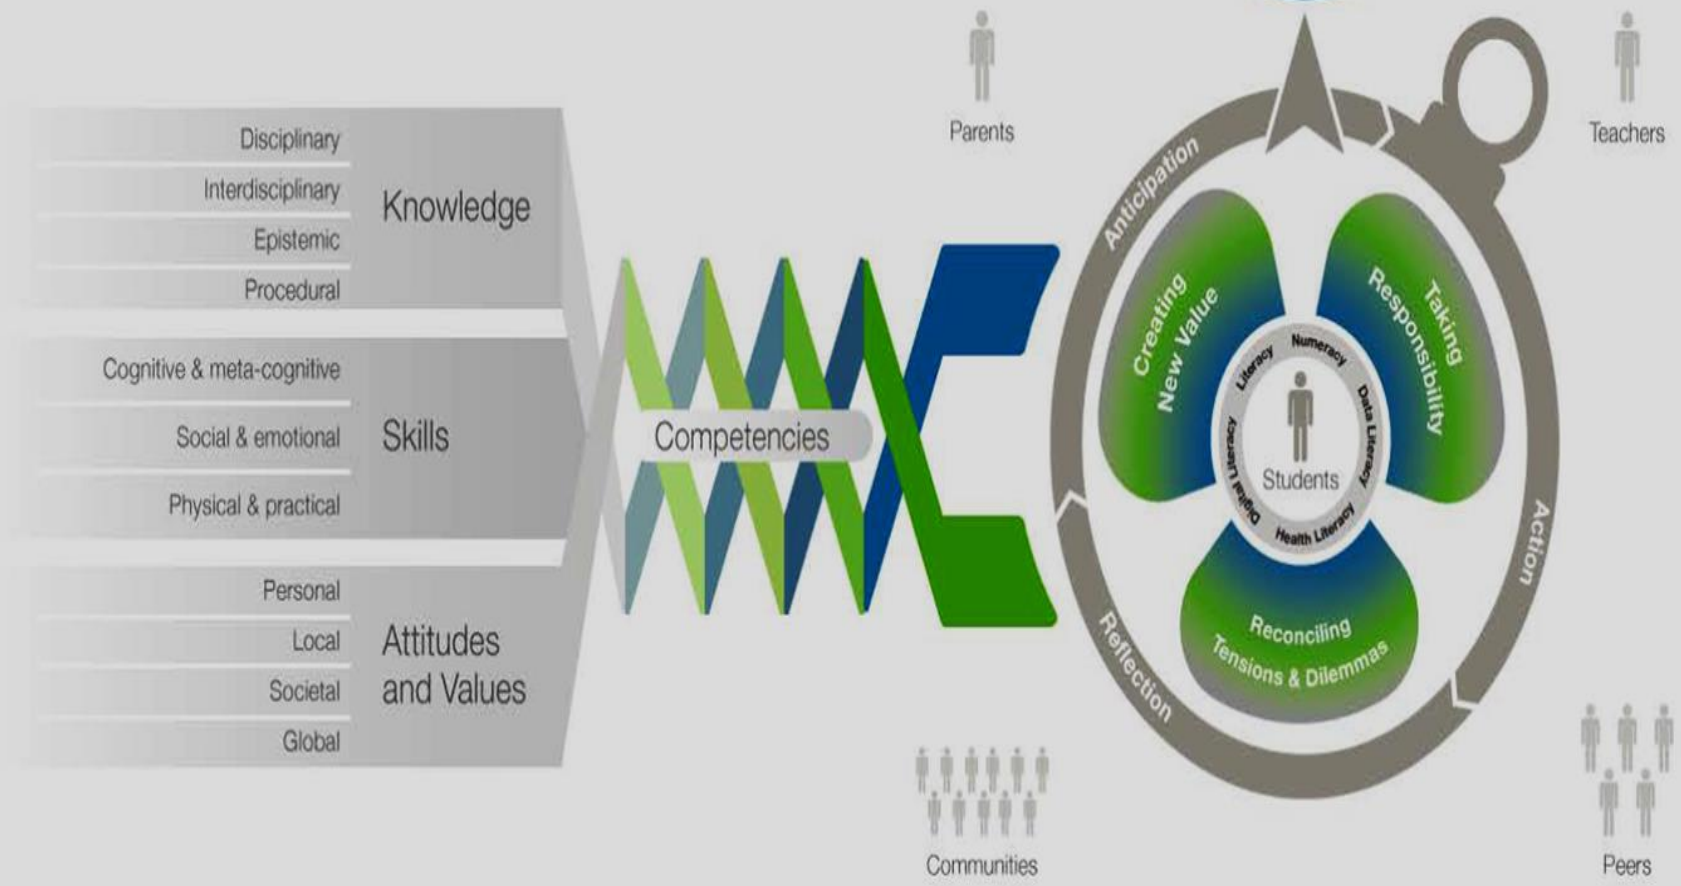 Disciplinary
Interdisciplinary
Epistemic
Procedural
Knowledge
Cognitive & meta-cognitive
Social & emotional
Physical & practical
Skills
Personal
Local
Societal
Global
Attitudes
and Values
Competencies
Parents
Teachers
Anticipation
Action
Reflection
Creating
New Value
Taking
Responsibility
Reconciling
Tensions & Dilemmas
Literacy
Numeracy
Data Literacy
Health Literacy
Digital Literacy
Students
Communities
Peers